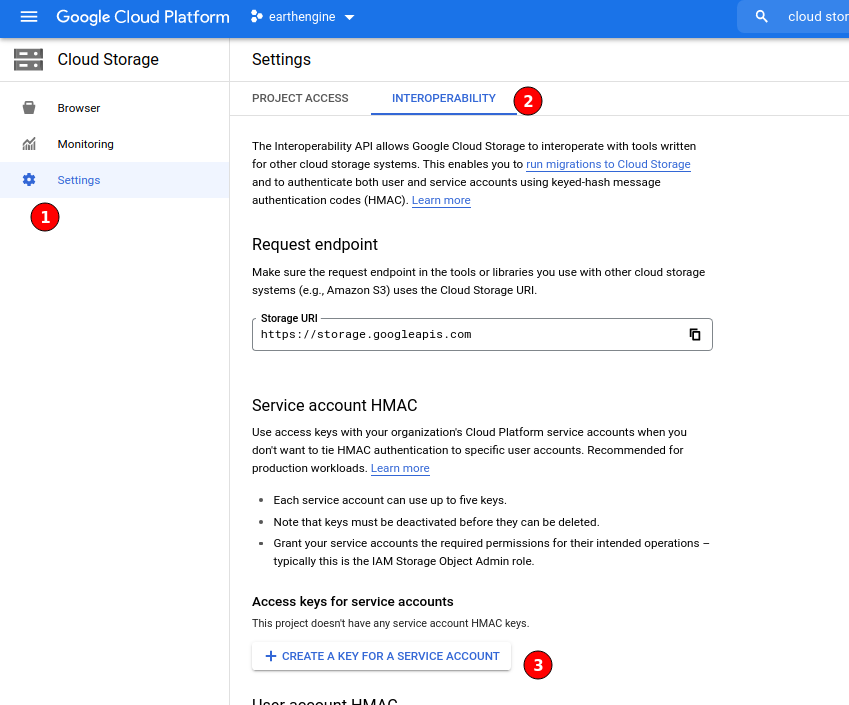 Google Cloud Platform earthengine cloud stor
Cloud Storage
Settings
Browser
Monitoring
Settings
1
PROJECT ACCESS INTEROPERABILITY 2
The Interoperability API allows Google Cloud Storage to interoperate with tools written
for other cloud storage systems. This enables you to run migrations to Cloud Storage
and to authenticate both user and service accounts using keyed-hash message
authentication codes (HMAC). Learn more
Request endpoint
Make sure the request endpoint in the tools or libraries you use with other cloud storage
systems (e.g., Amazon S3) uses the Cloud Storage URI.
Storage URI
https://storage.googleapis.com
Service account HMAC
Use access keys with your organization's Cloud Platform service accounts when you
don't want to tie HMAC authentication to specific user accounts. Recommended for
production workloads. Learn more
• Each service account can use up to five keys.
• Note that keys must be deactivated before they can be deleted.
• Grant your service accounts the required permissions for their intended operations –
typically this is the IAM Storage Object Admin role.
Access keys for service accounts
This project doesn't have any service account HMAC keys.
+ CREATE A KEY FOR A SERVICE ACCOUNT 3
User account HMAC